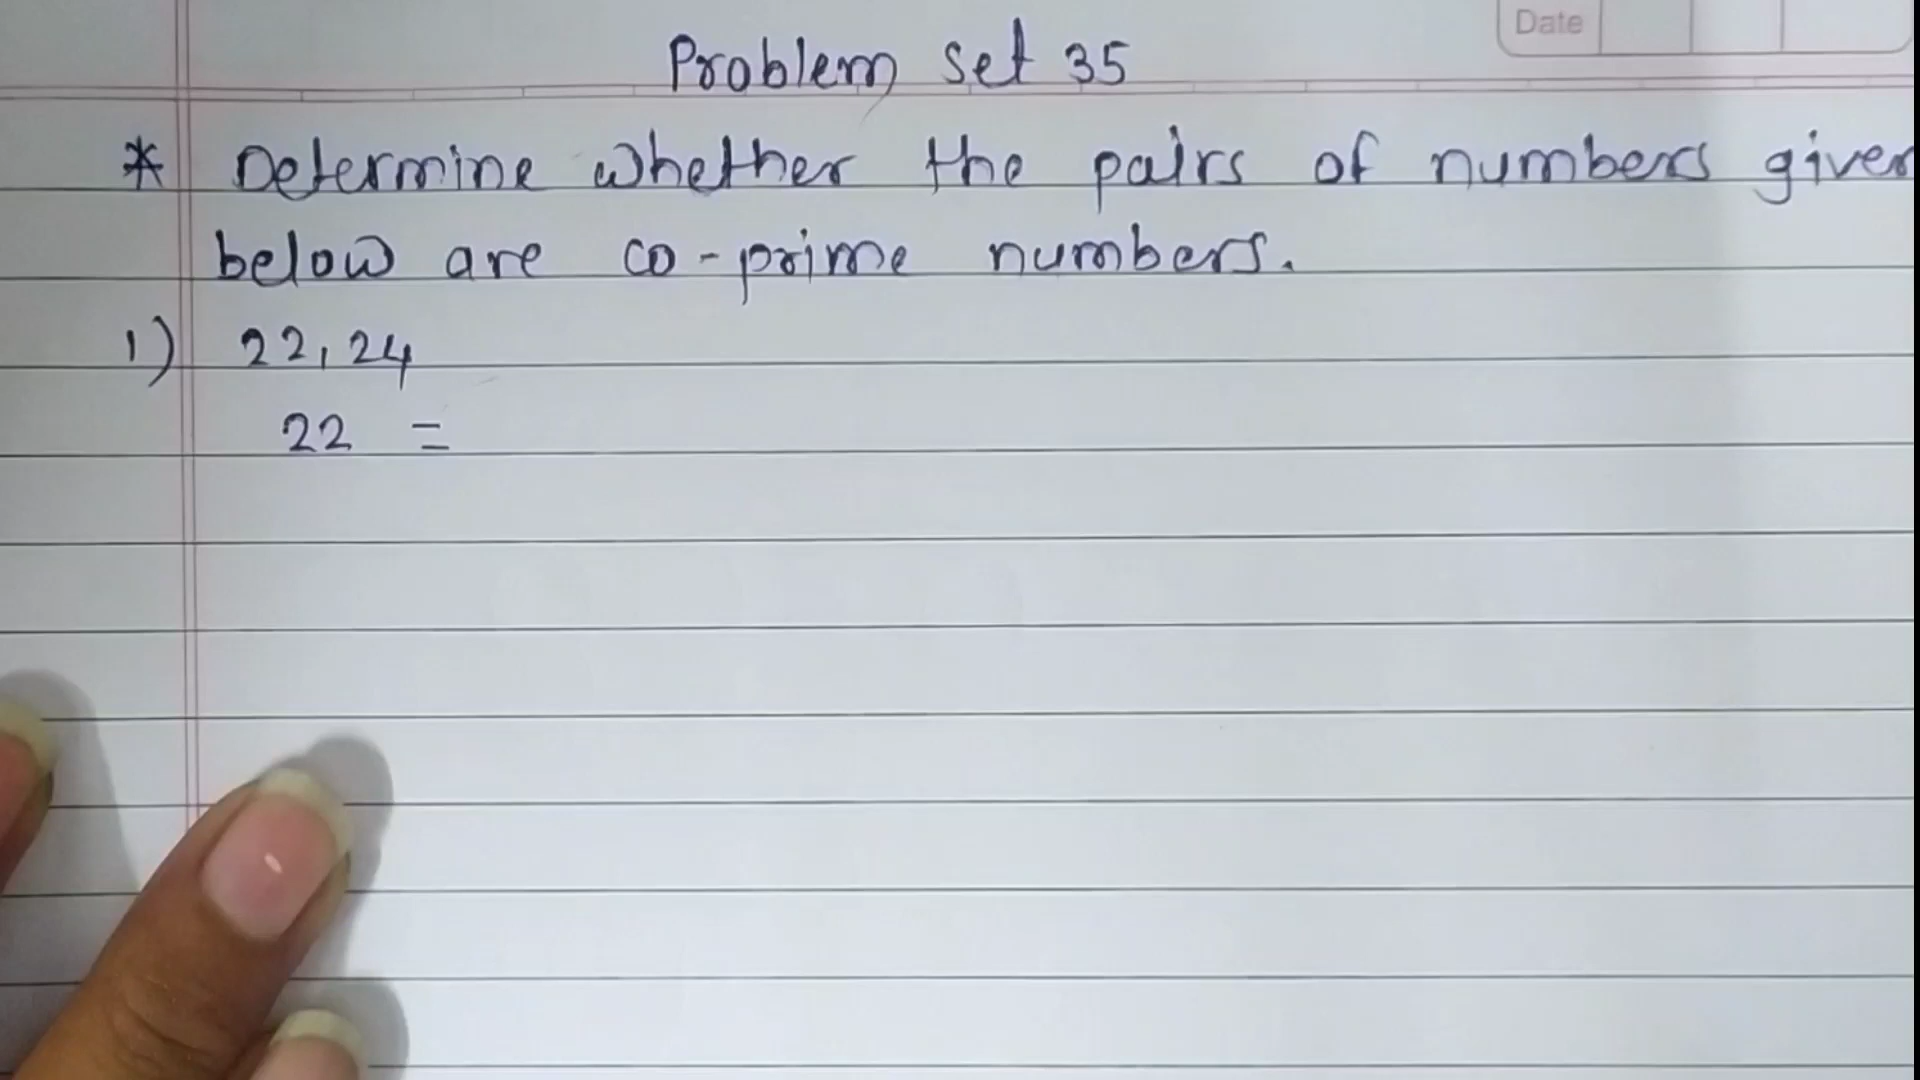 Date
Problem set 35
* Determine whether the pairs of numbers given
below are co-prime numbers.
1) 22, 24
22 =